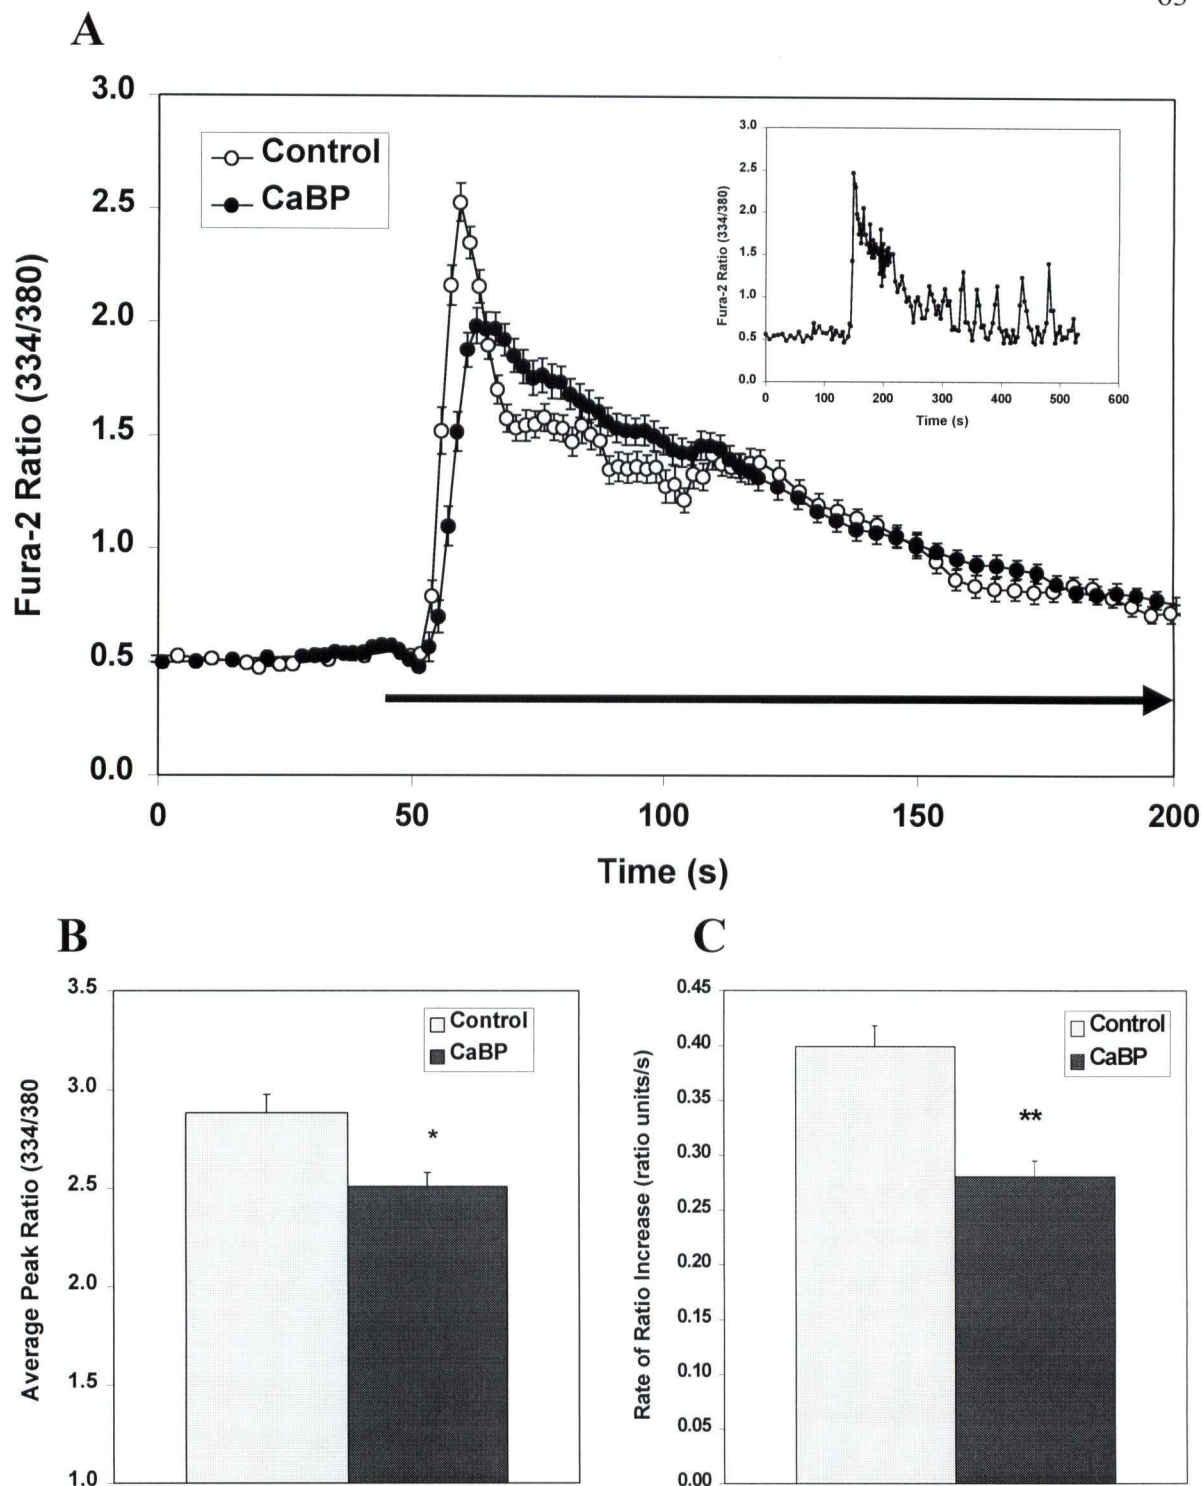 A
3.0
2.5
2.0
1.5
1.0
0.5
0.0
Fura-2 Ratio (334/380)
Control
CaBP
0 50 100 150 200
Time (s)
3.0
2.5
2.0
1.5
1.0
0.5
0.0
Fura-2 Ratio (334/380)
0 100 200 300 400 500 600
Time (s)
B
3.5
3.0
2.5
2.0
1.5
1.0
Average Peak Ratio (334/380
Control
CaBP
*
C
0.45
0.40
0.35
0.30
0.25
0.20
0.15
0.10
0.05
0.00
Rate of Ratio Increase (ratio units/s)
Control
CaBP
**